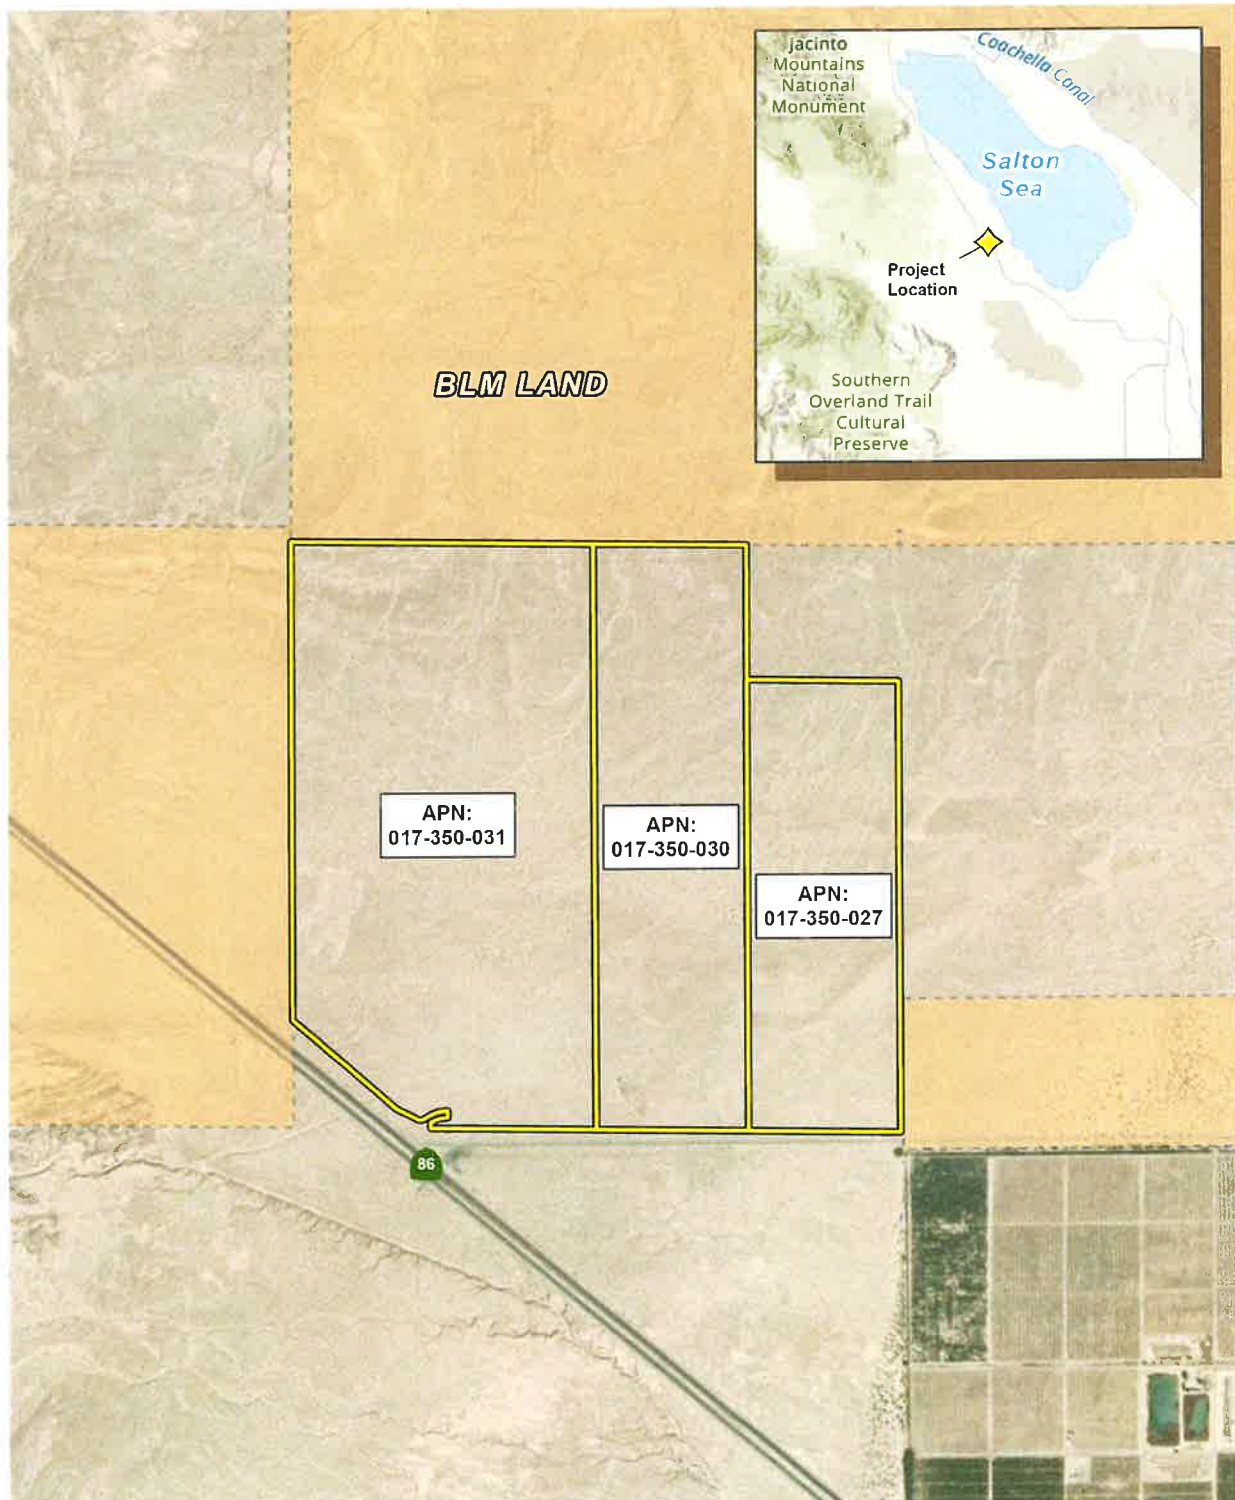 jacinto
Mountains
National
Monument
Coachella Canal
Salton
Sea
Project
Location
Southern
Overland Trail
Cultural
Preserve
BLM LAND
APN:
017-350-031
APN:
017-350-030
APN:
017-350-027
86